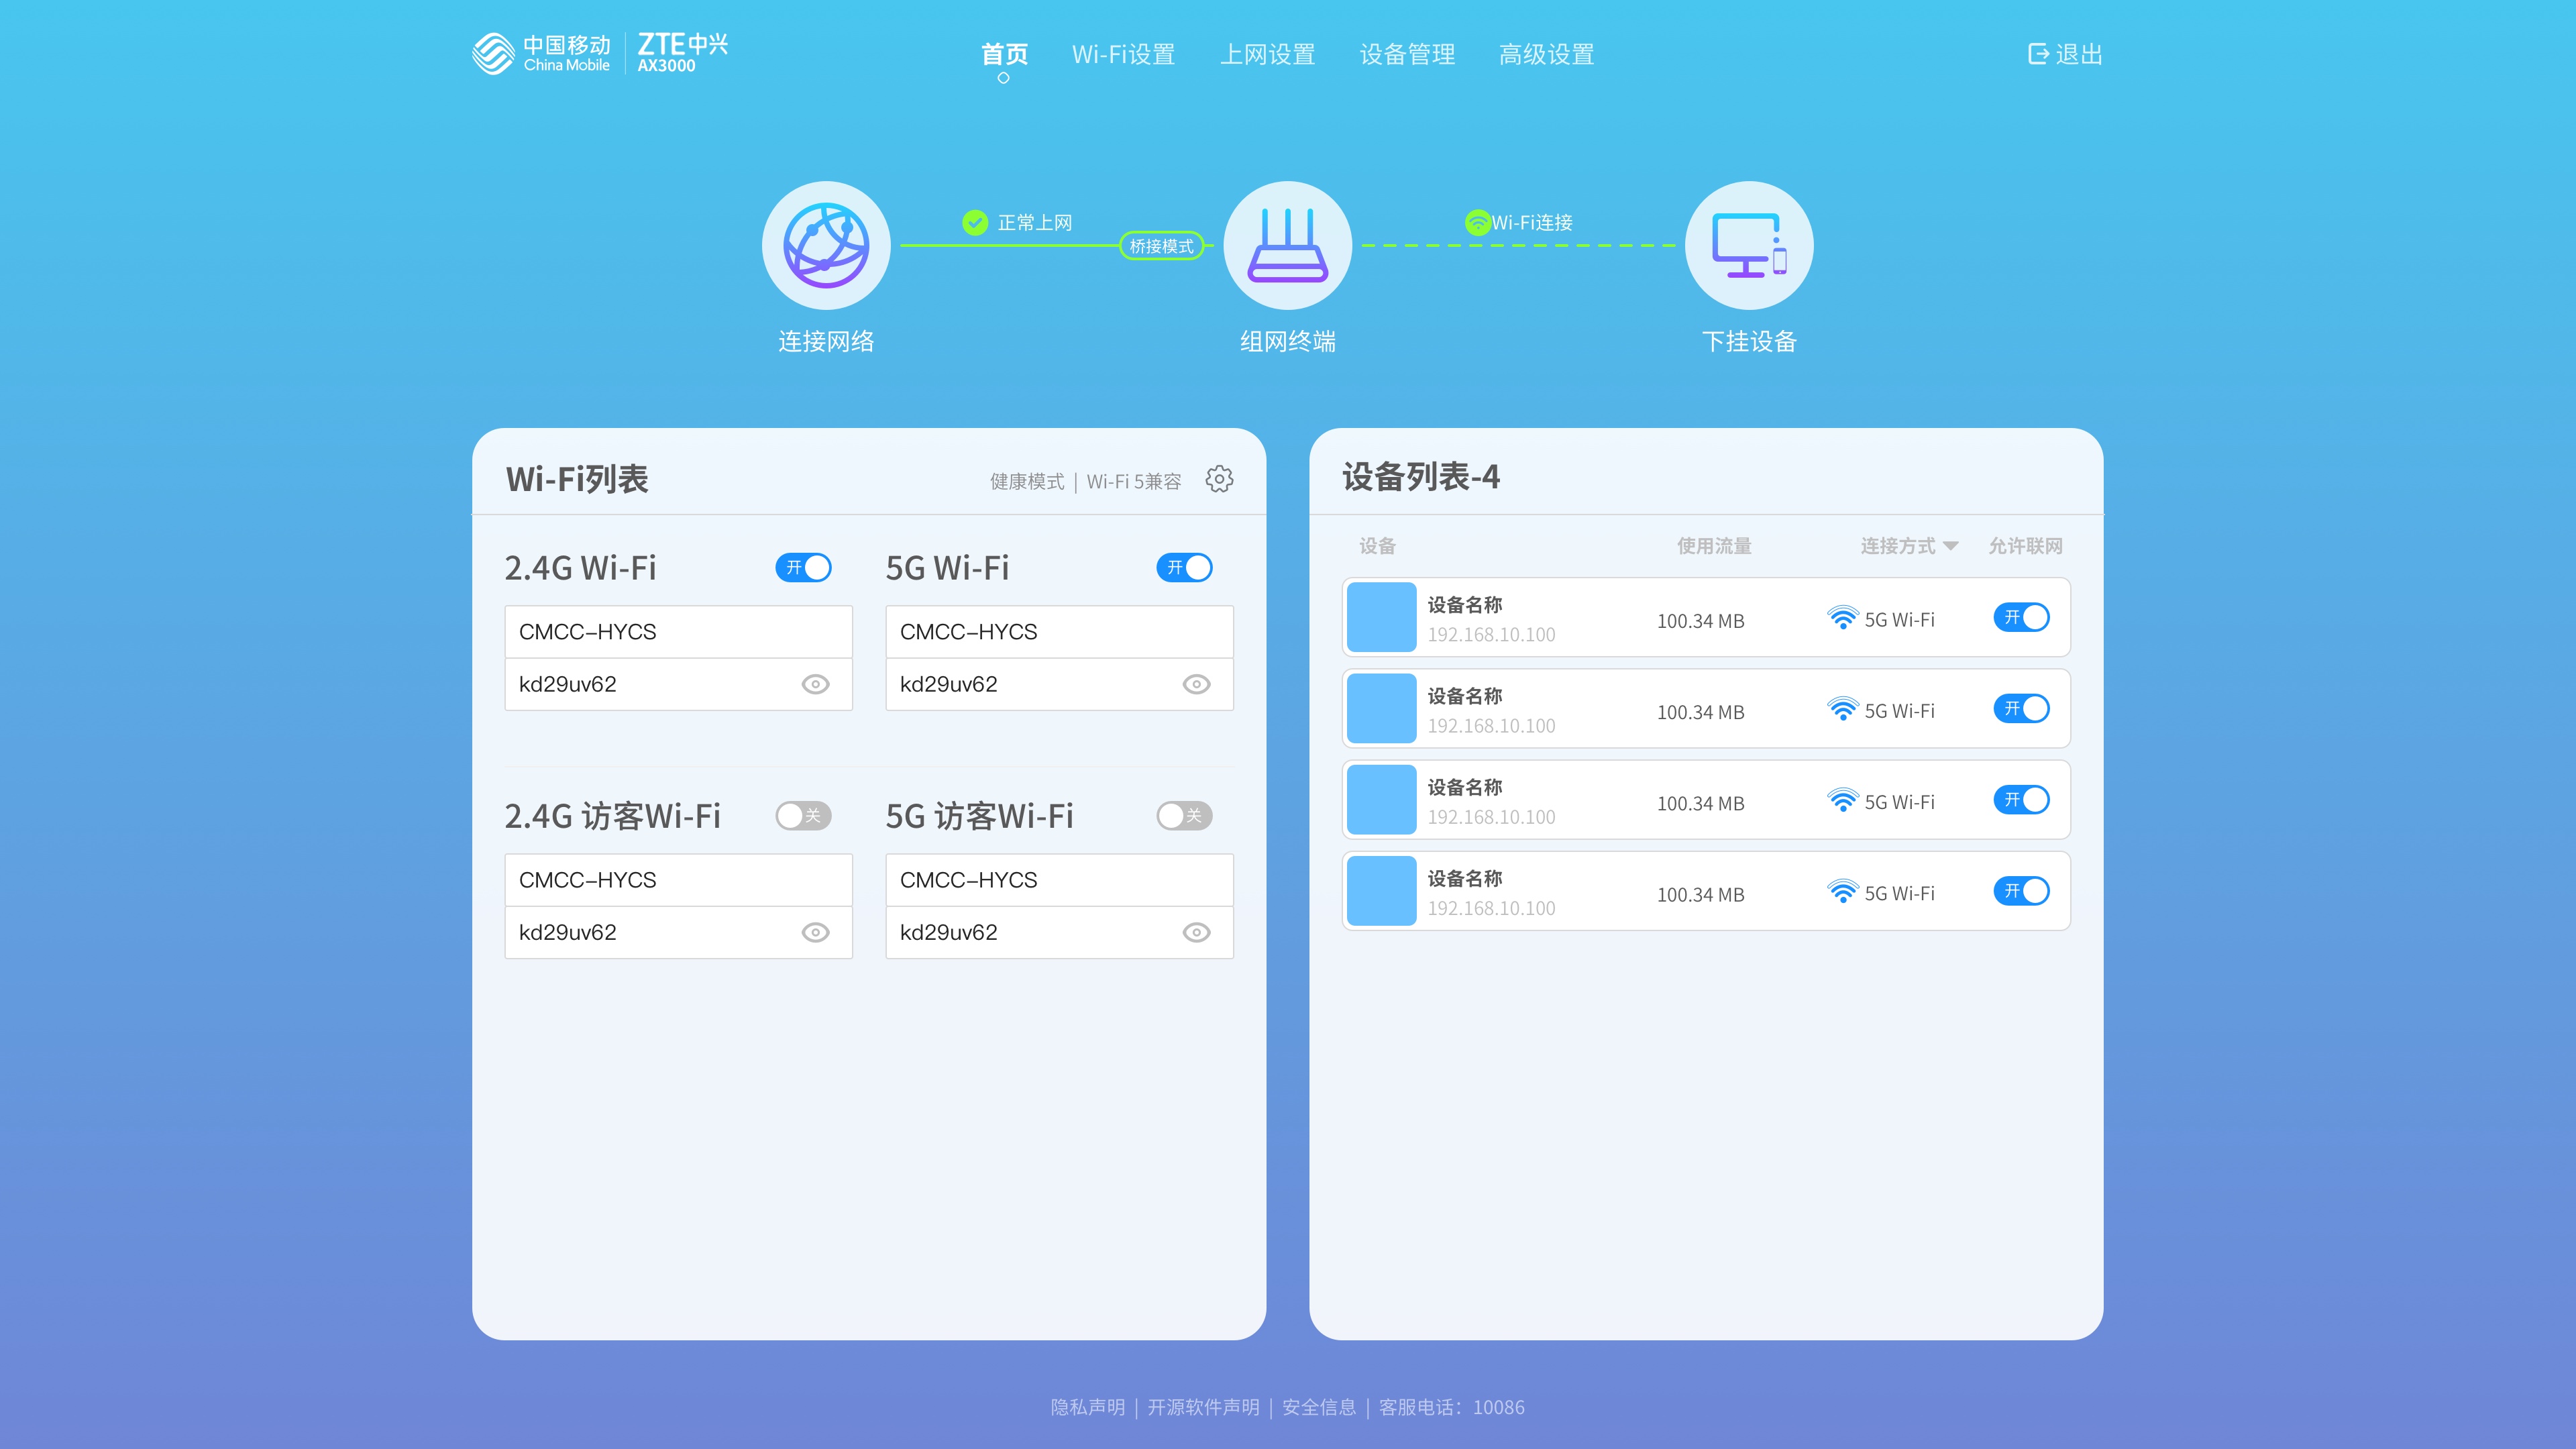 中国移动
China Mobile
ZTE中兴
AX3000
首页
Wi-Fi设置
上网设置
设备管理
高级设置
退出
正常上网
桥接模式
Wi-Fi连接
连接网络
组网终端
下挂设备
Wi-Fi列表
健康模式 | Wi-Fi 5兼容
2.4G Wi-Fi
开
CMCC-HYCS
kd29uv62
5G Wi-Fi
开
CMCC-HYCS
kd29uv62
2.4G 访客Wi-Fi
关
CMCC-HYCS
kd29uv62
5G 访客Wi-Fi
关
CMCC-HYCS
kd29uv62
设备列表-4
设备 使用流量 连接方式 允许联网
设备名称
192.168.10.100
100.34 MB
5G Wi-Fi
开
设备名称
192.168.10.100
100.34 MB
5G Wi-Fi
开
设备名称
192.168.10.100
100.34 MB
5G Wi-Fi
开
设备名称
192.168.10.100
100.34 MB
5G Wi-Fi
开
隐私声明 | 开源软件声明 | 安全信息 | 客服电话：10086